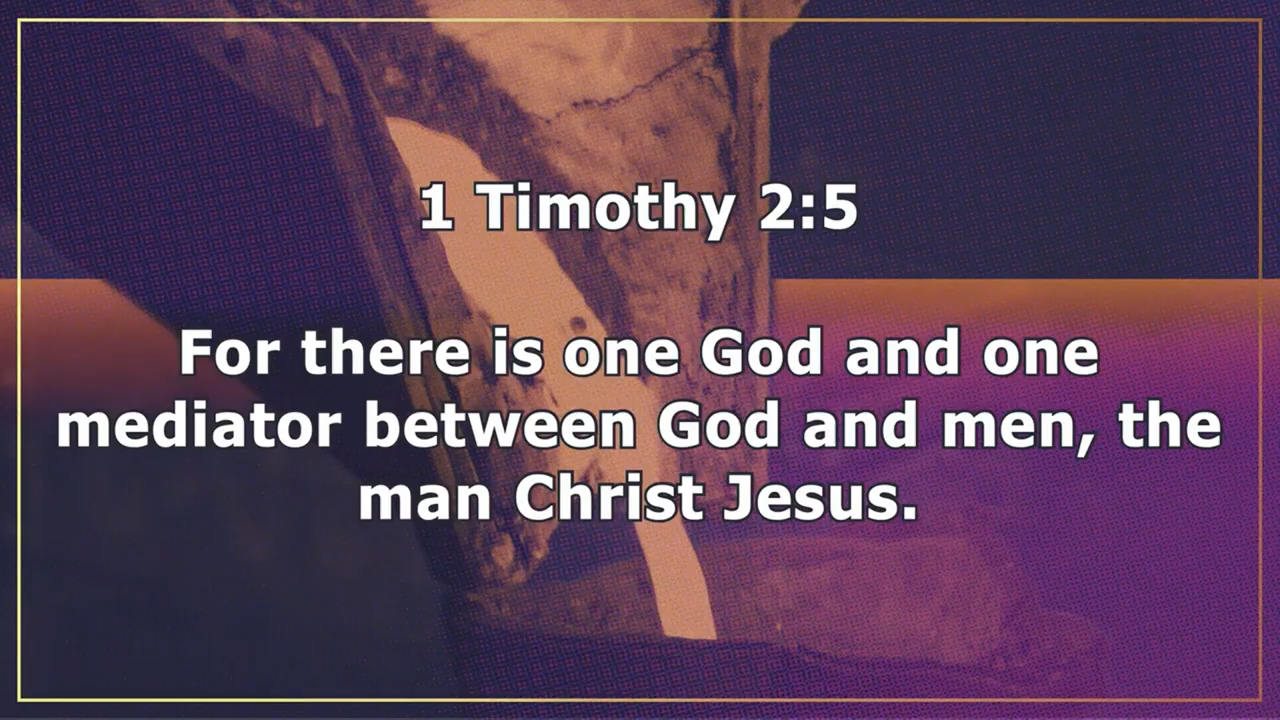 1 Timothy 2:5
For there is one God and one
mediator between God and men, the
man Christ Jesus.